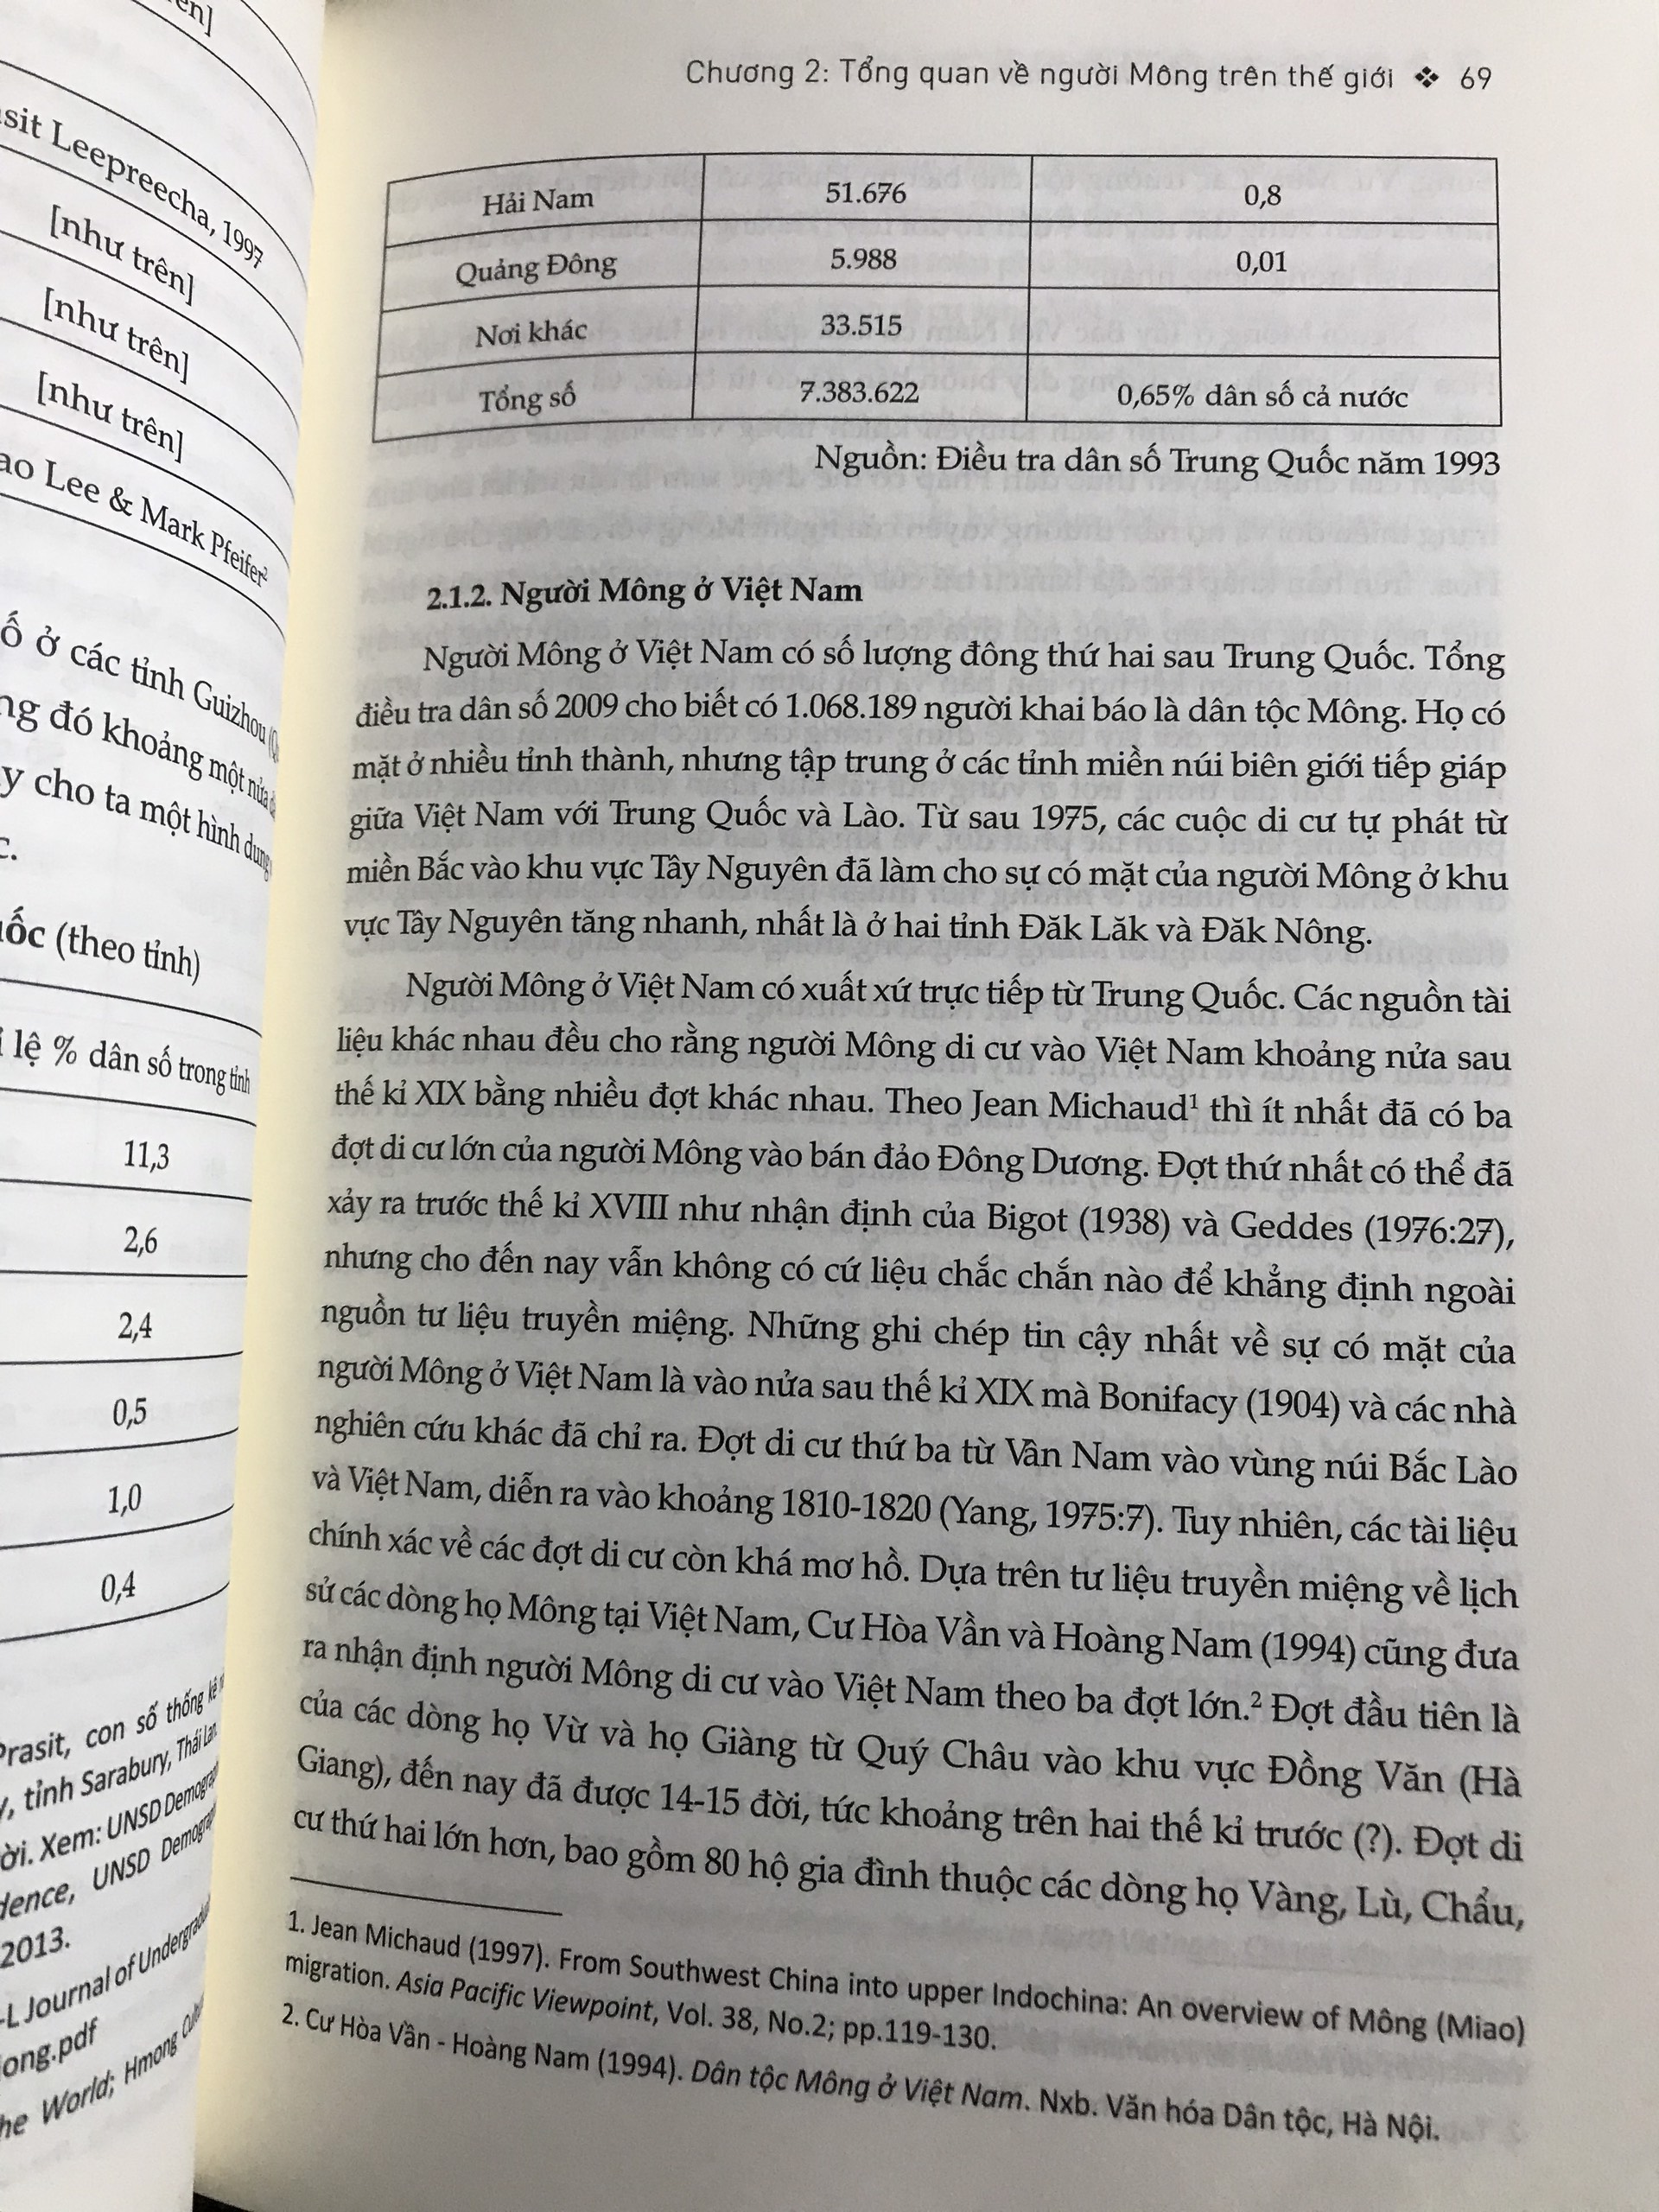 sit Leepreecha, 1997
[như trên]
[như trên]
[như trên]
ao Lee & Mark Pfeifer²
ố ở các tỉnh Guizhou
ng đó khoảng một nửa
y cho ta một hình dung
c.
uốc (theo tỉnh)
lệ % dân số trong tỉnh
11,3
2,6
2,4
0,5
1,0
0,4
Prasit, con số thống kê
y, tỉnh Sarabury, Thái Lan.
ời. Xem: UNSD
dence, UNSD
2013.
-L Journal of
ong.pdf
he World; Hmong
Chương 2: Tổng quan về người Mông trên thế giới ❖ 69
Hải Nam 51.676 0,8
Quảng Đông 5.988 0,01
Nơi khác 33.515
Tổng số 7.383.622 0,65% dân số cả nước
Nguồn: Điều tra dân số Trung Quốc năm 1993
2.1.2. Người Mông ở Việt Nam
Người Mông ở Việt Nam có số lượng đông thứ hai sau Trung Quốc. Tổng
điều tra dân số 2009 cho biết có 1.068.189 người khai báo là dân tộc Mông. Họ có
mặt ở nhiều tỉnh thành, nhưng tập trung ở các tỉnh miền núi biên giới tiếp giáp
giữa Việt Nam với Trung Quốc và Lào. Từ sau 1975, các cuộc di cư tự phát từ
miền Bắc vào khu vực Tây Nguyên đã làm cho sự có mặt của người Mông ở khu
vực Tây Nguyên tăng nhanh, nhất là ở hai tỉnh Đăk Lăk và Đăk Nông.
Người Mông ở Việt Nam có xuất xứ trực tiếp từ Trung Quốc. Các nguồn tài
liệu khác nhau đều cho rằng người Mông di cư vào Việt Nam khoảng nửa sau
thế kỉ XIX bằng nhiều đợt khác nhau. Theo Jean Michaud¹ thì ít nhất đã có ba
đợt di cư lớn của người Mông vào bán đảo Đông Dương. Đợt thứ nhất có thể đã
xảy ra trước thế kỉ XVIII như nhận định của Bigot (1938) và Geddes (1976:27),
nhưng cho đến nay vẫn không có cứ liệu chắc chắn nào để khẳng định ngoài
nguồn tư liệu truyền miệng. Những ghi chép tin cậy nhất về sự có mặt của
người Mông ở Việt Nam là vào nửa sau thế kỉ XIX mà Bonifacy (1904) và các nhà
nghiên cứu khác đã chỉ ra. Đợt di cư thứ ba từ Vân Nam vào vùng núi Bắc Lào
và Việt Nam, diễn ra vào khoảng 1810-1820 (Yang, 1975:7). Tuy nhiên, các tài liệu
chính xác về các đợt di cư còn khá mơ hồ. Dựa trên tư liệu truyền miệng về lịch
sử các dòng họ Mông tại Việt Nam, Cư Hòa Vần và Hoàng Nam (1994) cũng đưa
ra nhận định người Mông di cư vào Việt Nam theo ba đợt lớn.² Đợt đầu tiên là
của các dòng họ Vừ và họ Giàng từ Quý Châu vào khu vực Đồng Văn (Hà
Giang), đến nay đã được 14-15 đời, tức khoảng trên hai thế kỉ trước (?). Đợt di
cư thứ hai lớn hơn, bao gồm 80 hộ gia đình thuộc các dòng họ Vàng, Lù, Chẩu,
1. Jean Michaud (1997). From Southwest China into upper Indochina: An overview of Mông (Miao)
migration. Asia Pacific Viewpoint, Vol. 38, No.2; pp.119-130.
2. Cư Hòa Vần - Hoàng Nam (1994). Dân tộc Mông ở Việt Nam. Nxb. Văn hóa Dân tộc, Hà Nội.